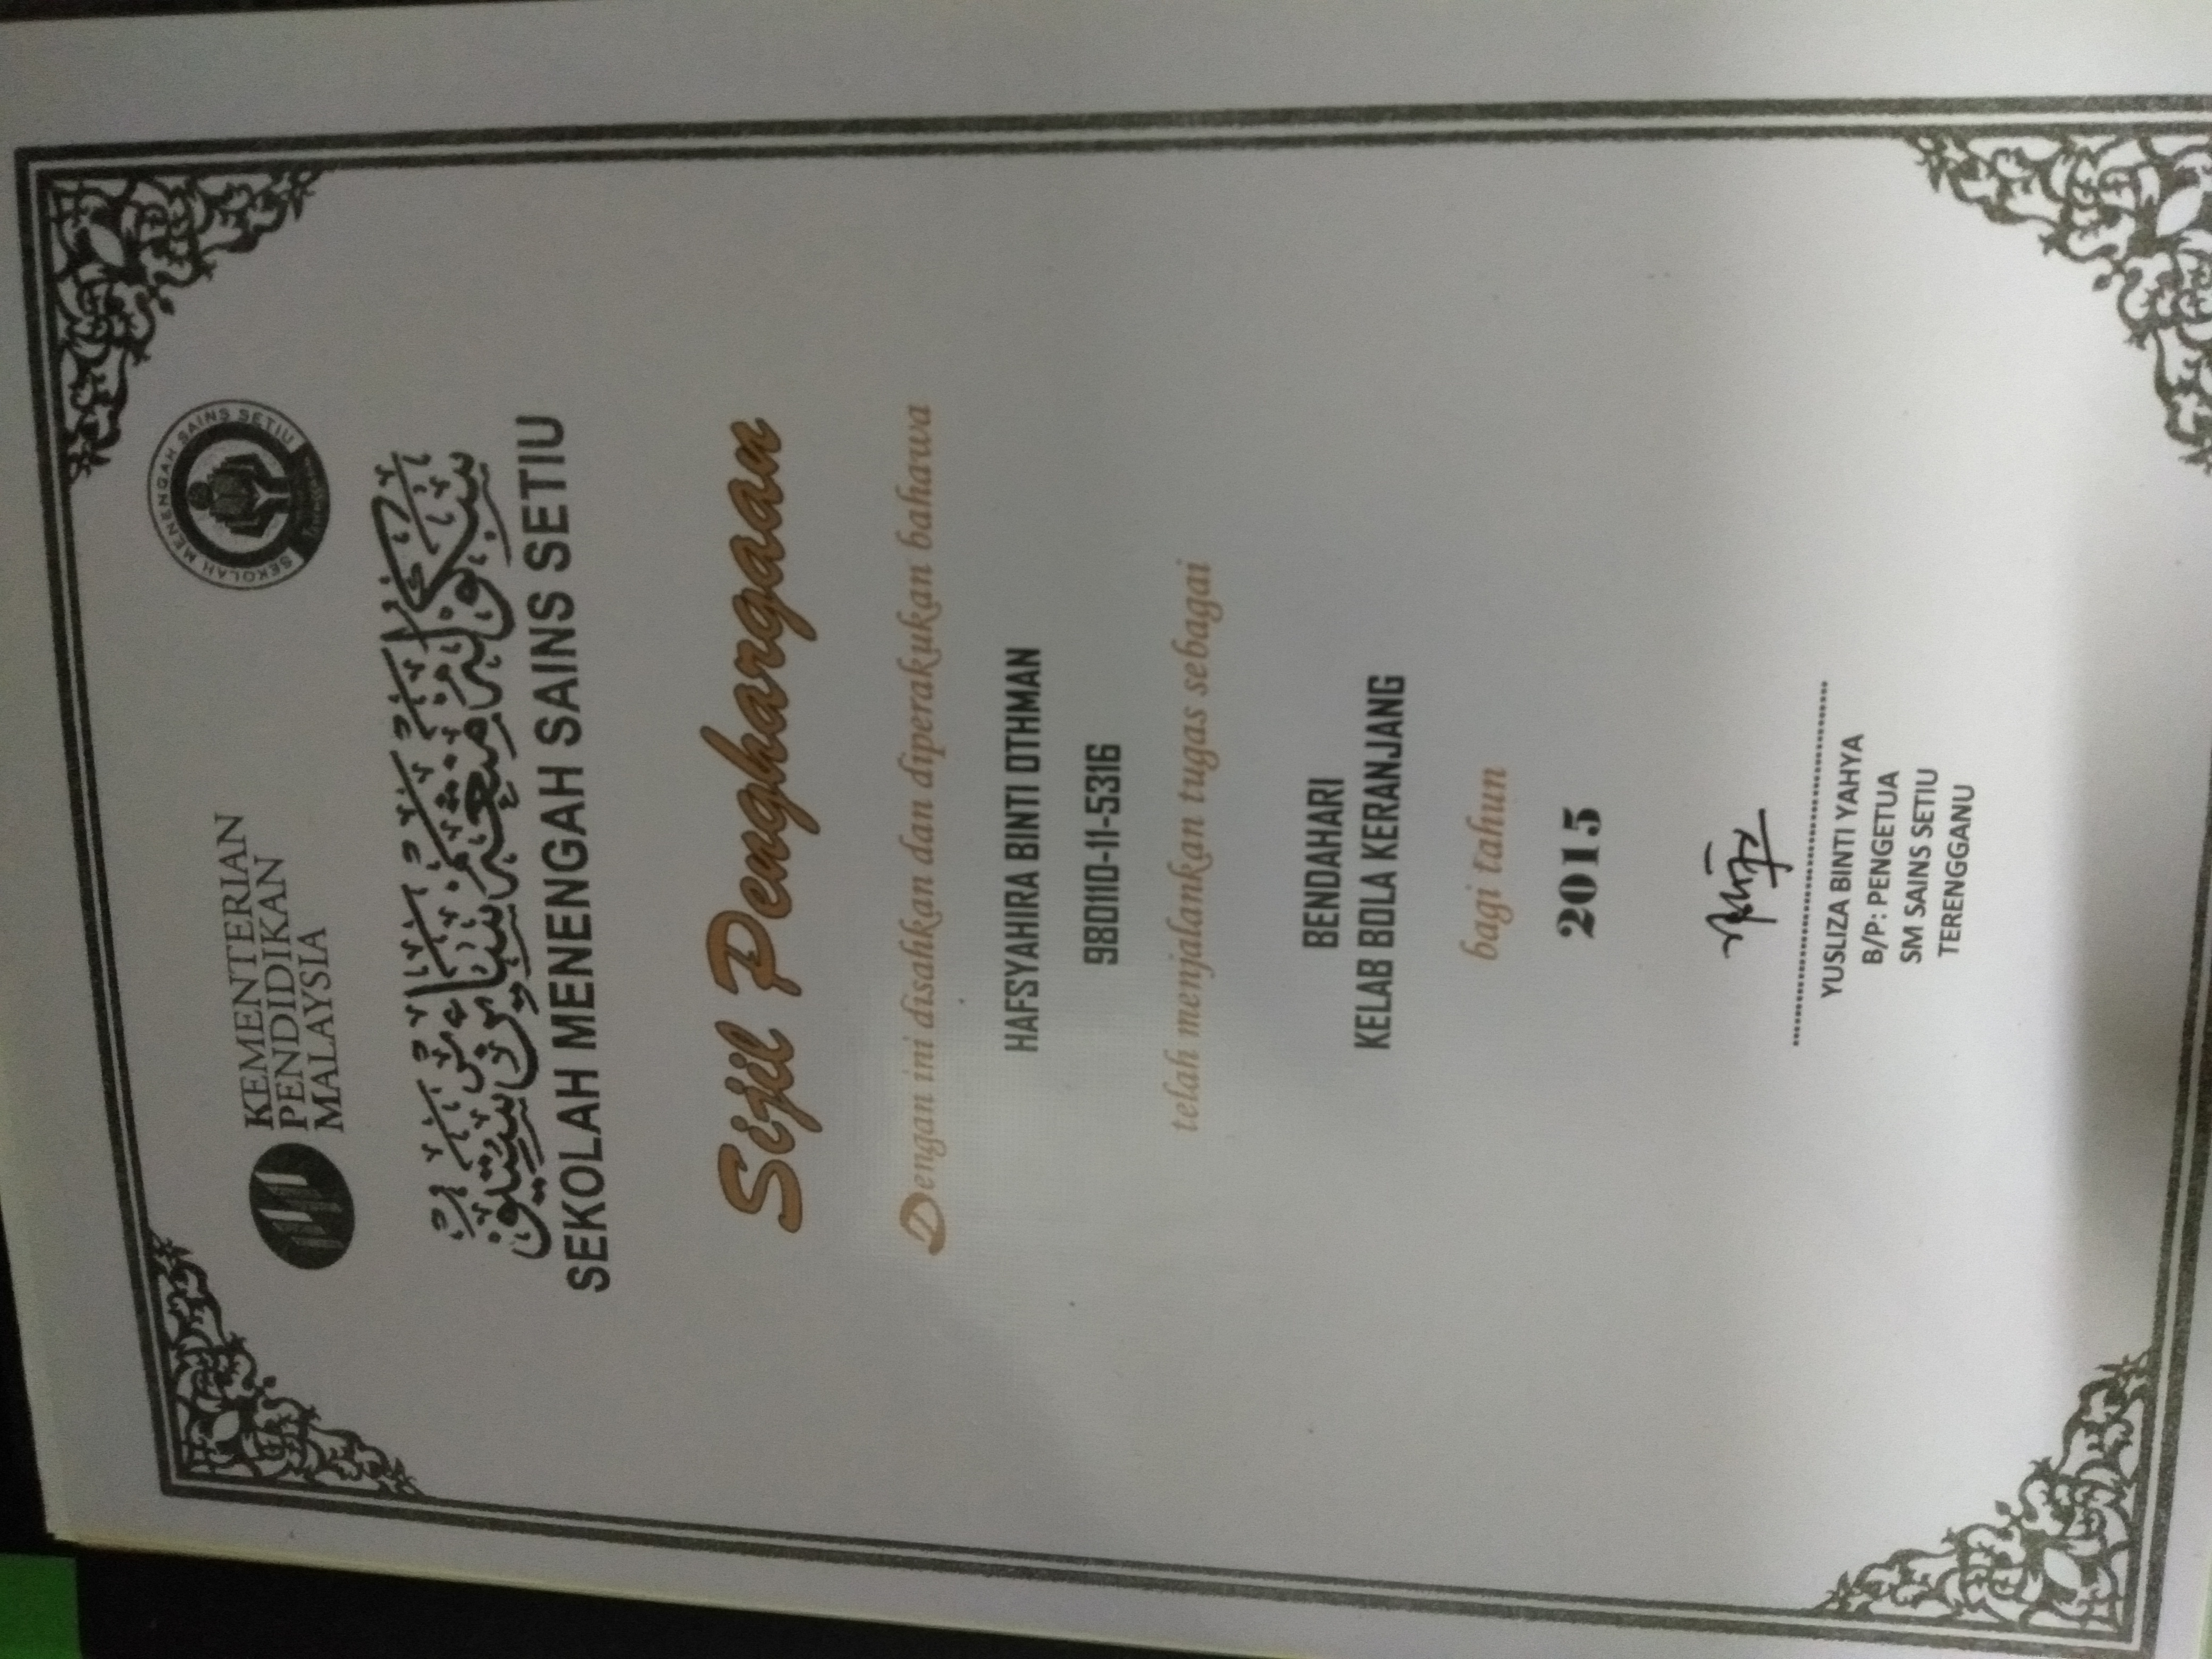 KEMENTERIAN
PENDIDIKAN
MALAYSIA
SEKOLAH MENENGAH SAINS SETIU
SEKOLAH MENENGAH SAINS SETIU
Sijil Penghargaan
Dengan ini disahkan dan diperakukan bahawa
HAFSYAHIRA BINTI OTHMAN
980110-11-5316
telah menjalankan tugas sebagai
BENDAHARI
KELAB BOLA KERANJANG
bagi tahun
2015
YUSLIZA BINTI YAHYA
B/P: PENGETUA
SM SAINS SETIU
TERENGGANU